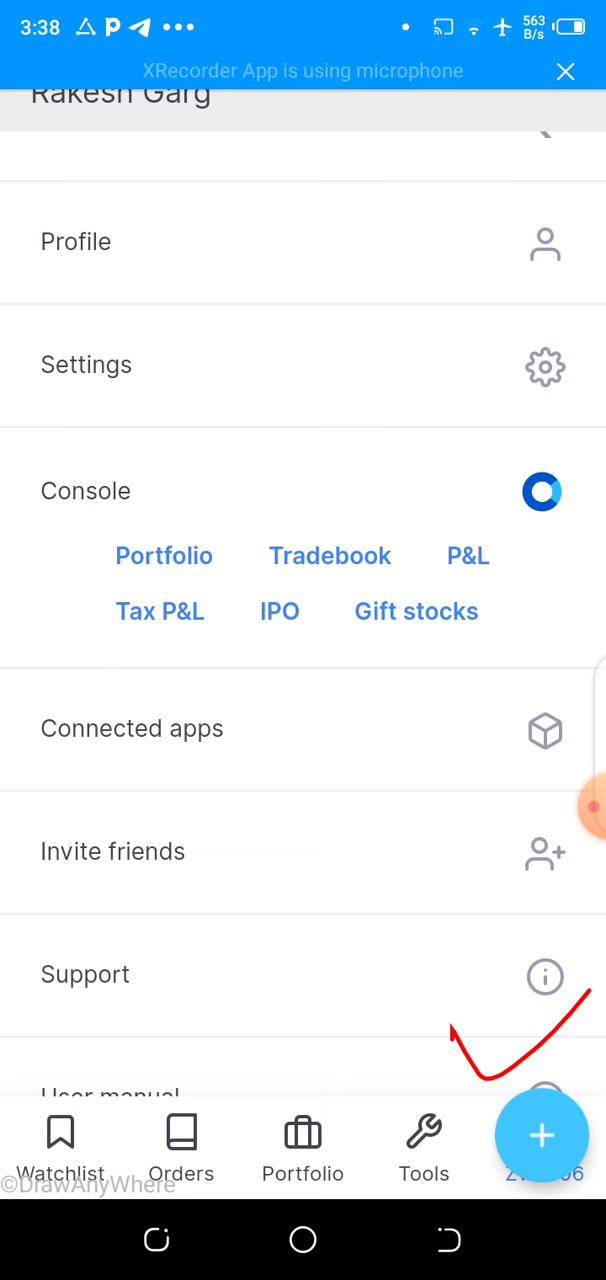 3:38 563 B/s
XRecorder App is using microphone
Rakesh Garg
Profile
Settings
Console
Portfolio Tradebook P&L
Tax P&L IPO Gift stocks
Connected apps
Invite friends
Support
User manual
Watchlist Orders Portfolio Tools
©DrawAnyWhere